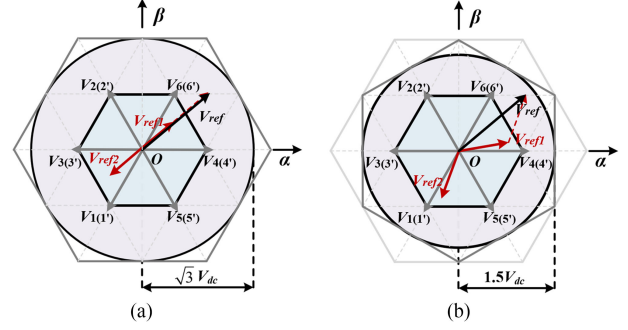 β
V2(2')
V6(6')
Vref1
Vref
V3(3')
Vref2
O
V4(4')
α
V1(1')
V5(5')
√3 Vdc
(a)
β
V2(2')
V6(6')
Vref
Vref1
V3(3')
O
V4(4')
α
Vref2
V1(1')
V5(5')
1.5Vdc
(b)